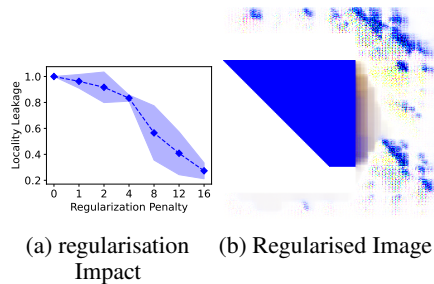 1.0
0.8
0.6
0.4
0.2
Locality Leakage
0 1 2 4 8 12 16
Regularization Penalty
(a) regularisation
Impact
(b) Regularised Image